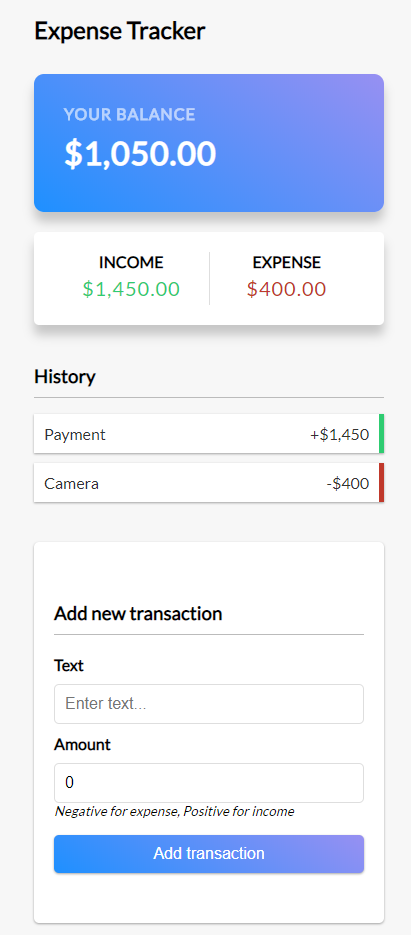 Expense Tracker
YOUR BALANCE
$1,050.00
INCOME EXPENSE
$1,450.00 $400.00
History
Payment +$1,450
Camera -$400
Add new transaction
Text
Enter text...
Amount
0
Negative for expense, Positive for income
Add transaction